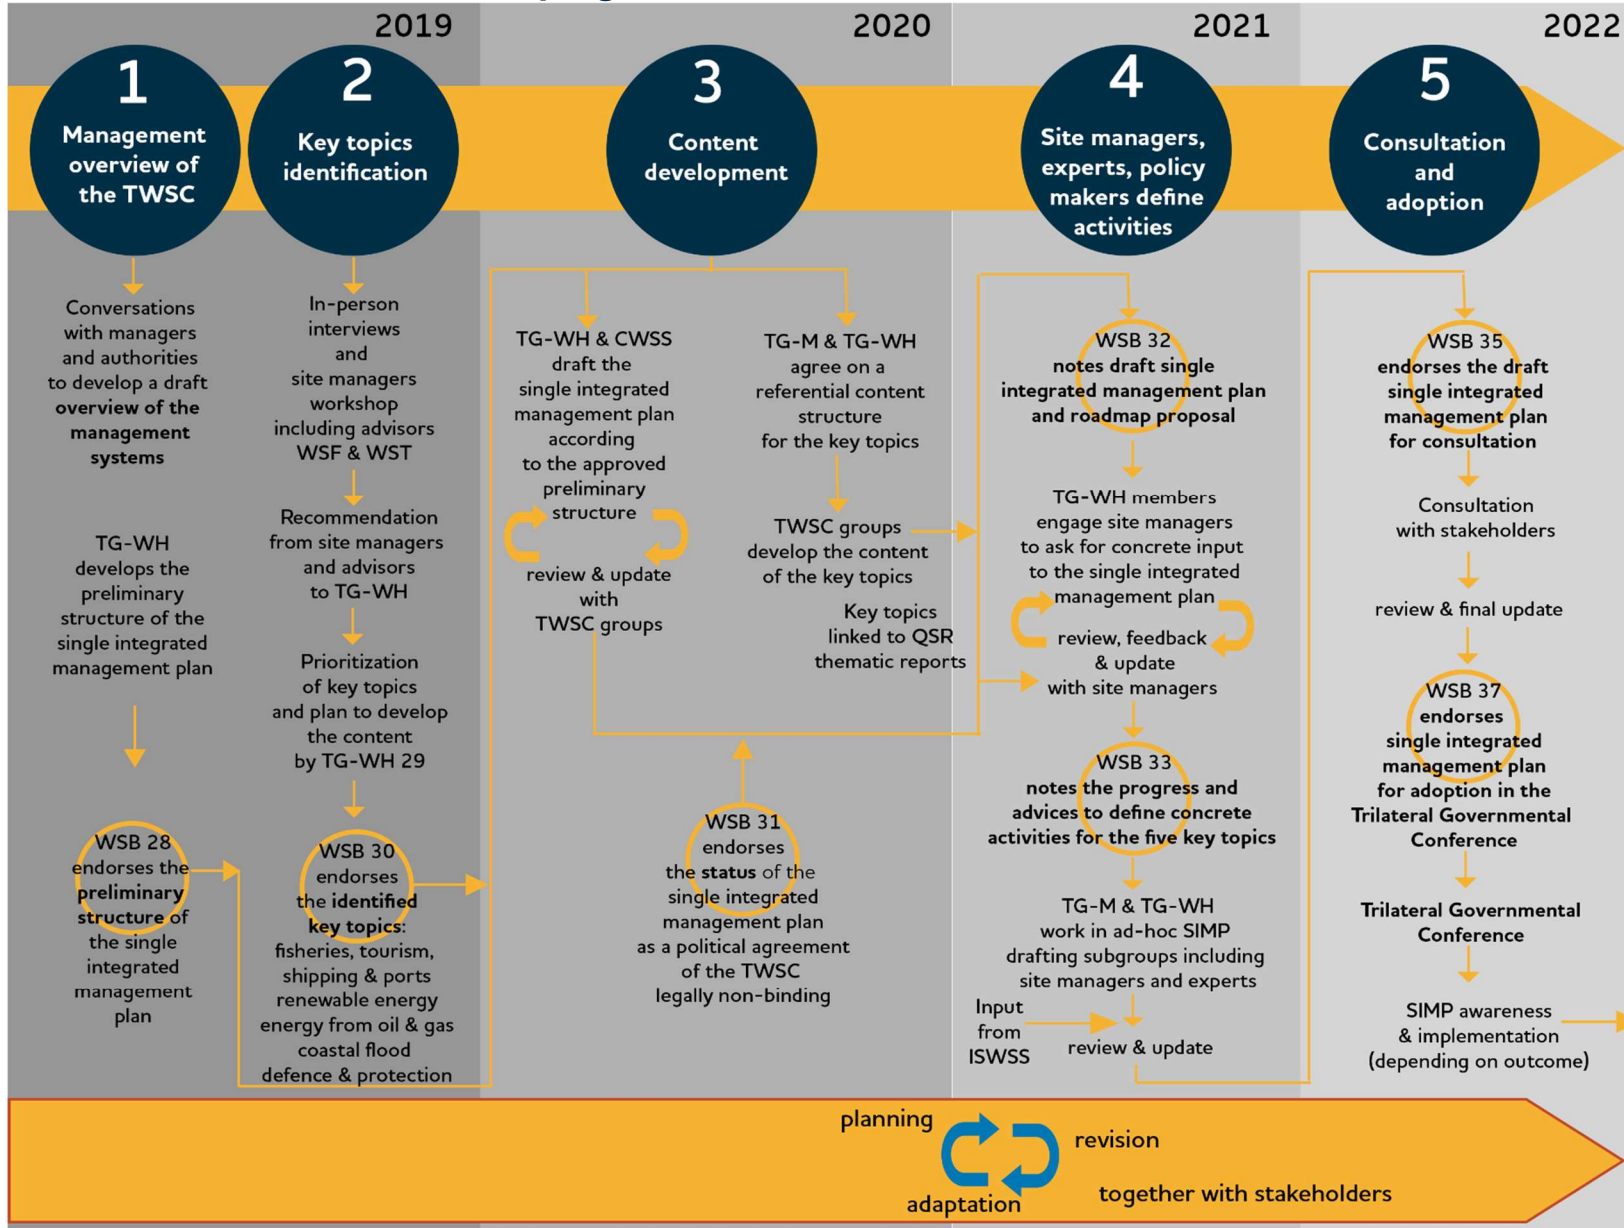 2019
2020
2021
2022
1
Management
overview of
the TWSC
2
Key topics
identification
3
Content
development
4
Site managers,
experts, policy
makers define
activities
5
Consultation
and
adoption
Conversations
with managers
and authorities
to develop a draft
overview of the
management
systems
TG-WH
develops the
preliminary
structure of the
single integrated
management plan
WSB 28
endorses the
preliminary
structure of
the single
integrated
management
plan
In-person
interviews
and
site managers
workshop
including advisors
WSF & WST
Recommendation
from site managers
and advisors
to TG-WH
Prioritization
of key topics
and plan to develop
the content
by TG-WH 29
WSB 30
endorses
the identified
key topics:
fisheries, tourism,
shipping & ports
renewable energy
energy from oil & gas
coastal flood
defence & protection
TG-WH & CWSS
draft the
single integrated
management plan
according
to the approved
preliminary
structure
review & update
with
TWSC groups
TG-M & TG-WH
agree on a
referential content
structure
for the key topics
TWSC groups
develop the content
of the key topics
Key topics
linked to QSR
thematic reports
WSB 31
endorses
the status of the
single integrated
management plan
as a political agreement
of the TWSC
legally non-binding
WSB 32
notes draft single
integrated management plan
and roadmap proposal
TG-WH members
engage site managers
to ask for concrete input
to the single integrated
management plan
review, feedback
& update
with site managers
WSB 33
notes the progress and
advices to define concrete
activities for the five key topics
TG-M & TG-WH
work in ad-hoc SIMP
drafting subgroups including
site managers and experts
Input
from
ISWSS
review & update
WSB 35
endorses the draft
single integrated
management plan
for consultation
Consultation
with stakeholders
review & final update
WSB 37
endorses
single integrated
management plan
for adoption in the
Trilateral Governmental
Conference
Trilateral Governmental
Conference
SIMP awareness
& implementation
(depending on outcome)
planning
revision
adaptation
together with stakeholders